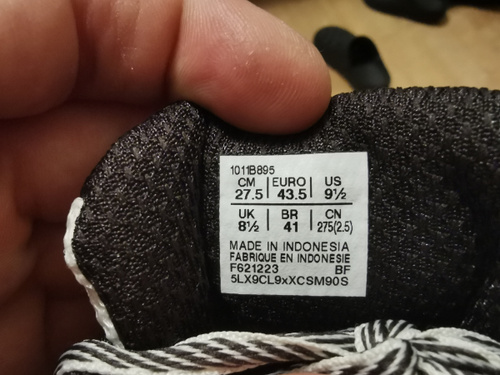 1011B895
CM EURO US
27.5 43.5 9½
UK BR CN
8½ 41 275(2.5)
MADE IN INDONESIA
FABRIQUE EN INDONESIE
F621223 BF
5LX9CL9xXCSM90S